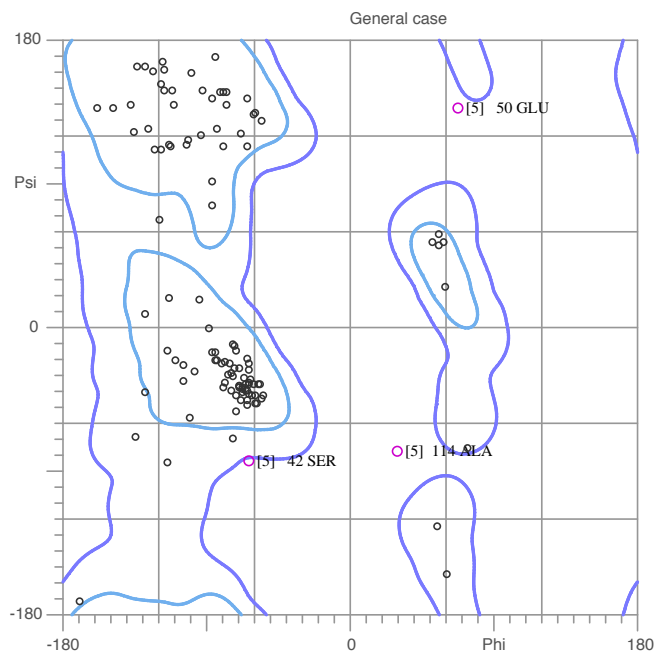 General case
180
[5] 50 GLU
Psi
0
[5] 114 ALA
[5] 42 SER
-180
-180 0 Phi 180